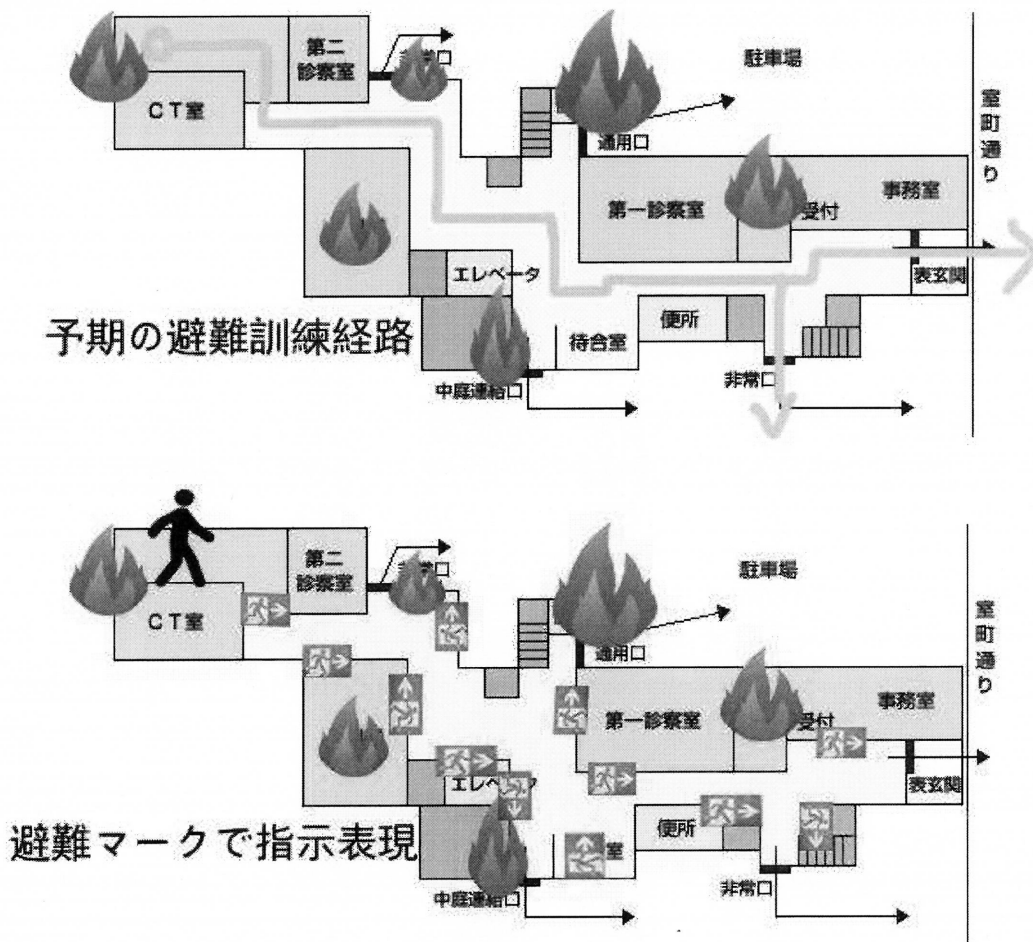 第二
診察室
CT室
駐車場
室町通り
通用口
第一診察室
受付
事務室
エレベータ
表玄関
予期の避難訓練経路
便所
待合室
非常口
中庭連絡口
第二
診察室
CT室
駐車場
室町通り
通用口
第一診察室
受付
事務室
表玄関
避難マークで指示表現
便所
室
非常口
中庭連絡口